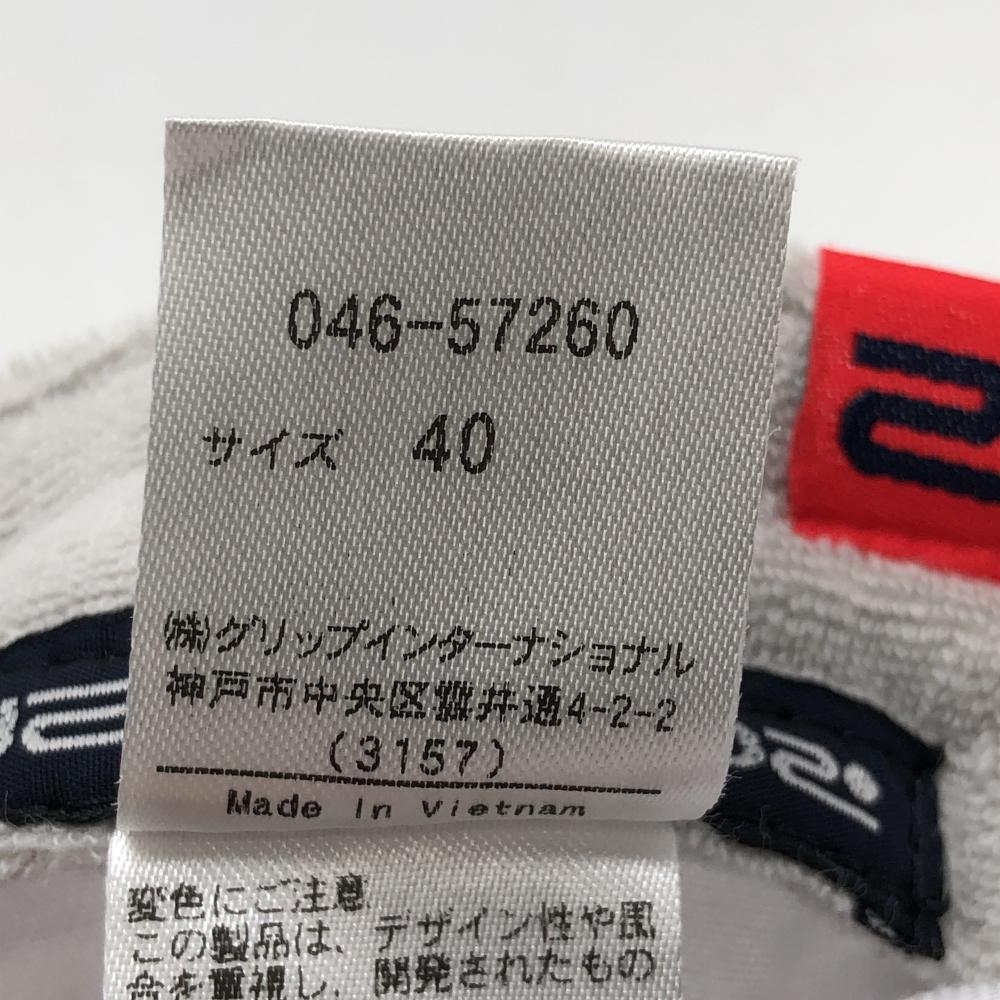 046-57260
サイズ 40
(株)グリップインターナショナル
神戸市中央区雲井通4-2-2
(3157)
Made In Vietnam
変色にご注意
この製品は、デザイン性や風
合を重視し、開発されたもの